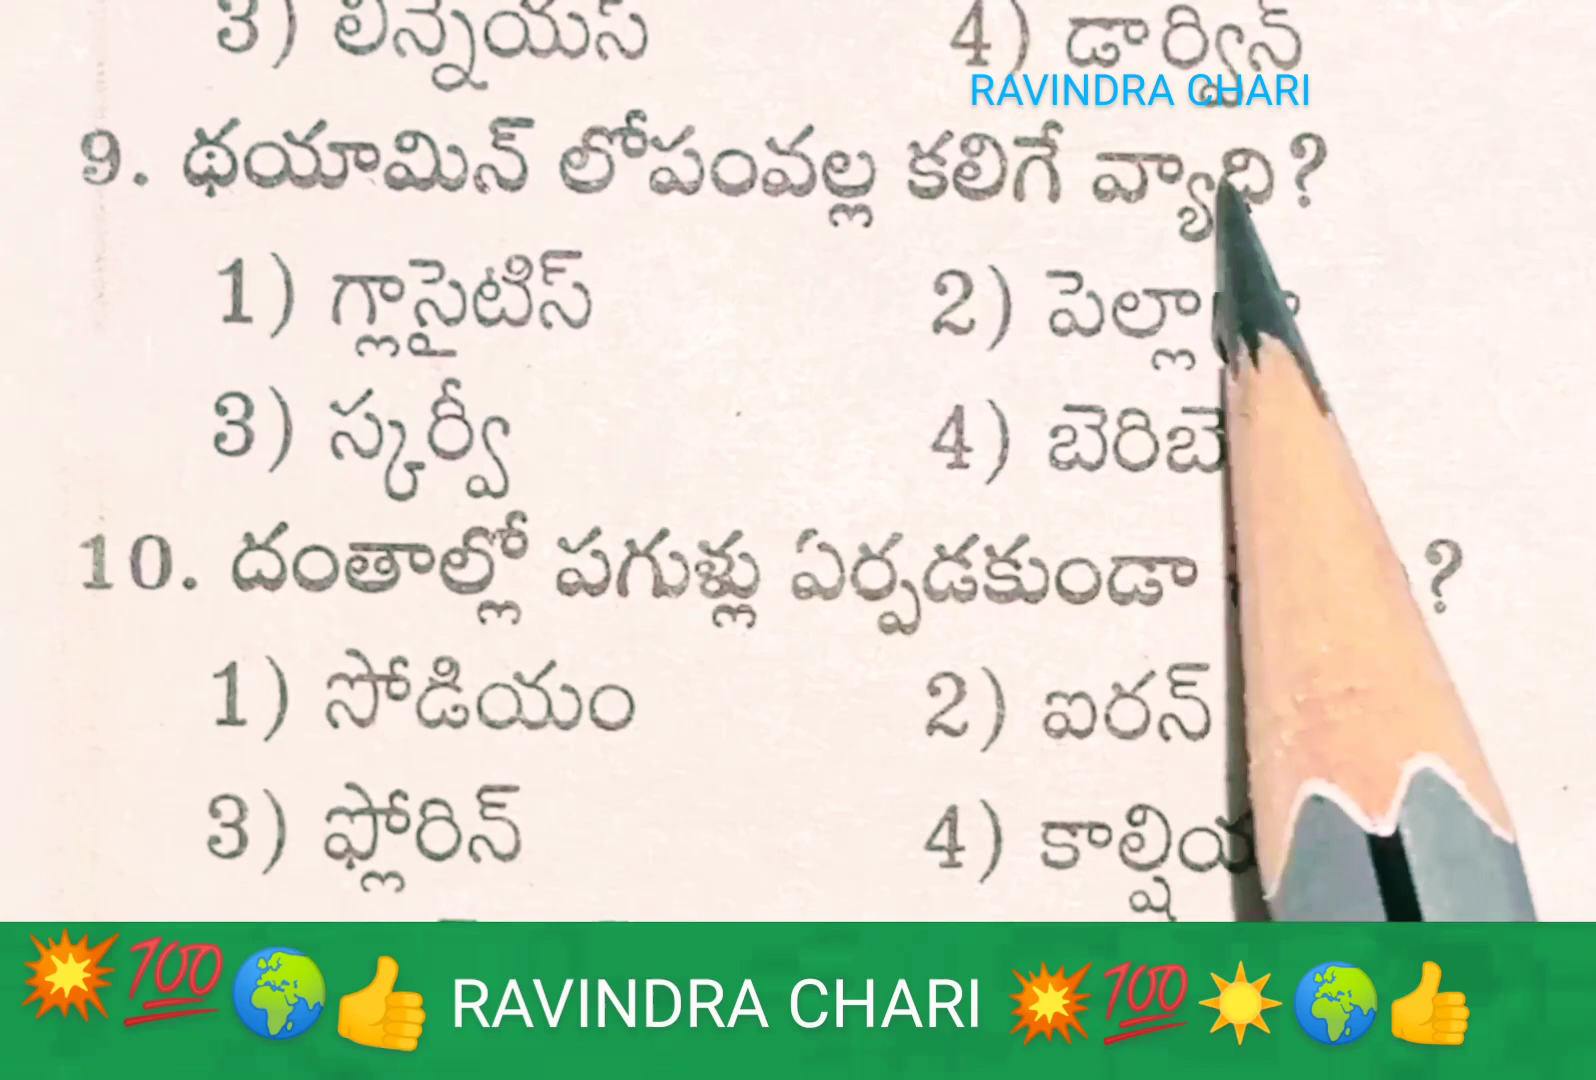 3) లిన్నేయస్ 4) డార్విన్
RAVINDRA CHARI
9. థయామిన్ లోపంవల్ల కలిగే వ్యాధి?
1) గ్లాసైటిస్ 2)
3) స్కర్వీ 4)
10. దంతాల్లో పగుళ్లు ఏర్పడకుండా ?
1) సోడియం 2) ఐరన్
3) ఫ్లోరిన్ 4)
💥💯🌍👍 RAVINDRA CHARI 💥💯☀️🌍👍